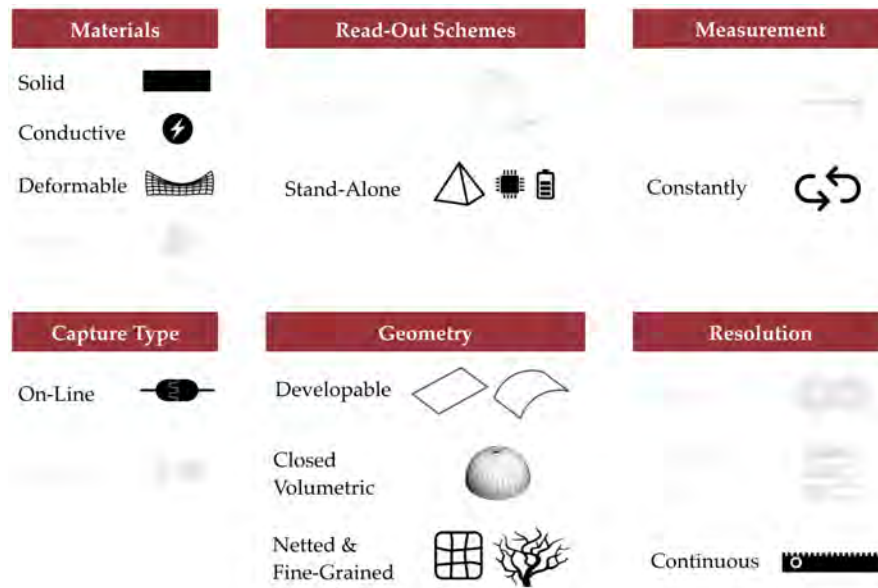 Materials
Solid
Conductive
Deformable
Read-Out Schemes
Stand-Alone
Measurement
Constantly
Capture Type
On-Line
Geometry
Developable
Closed
Volumetric
Netted &
Fine-Grained
Resolution
Continuous